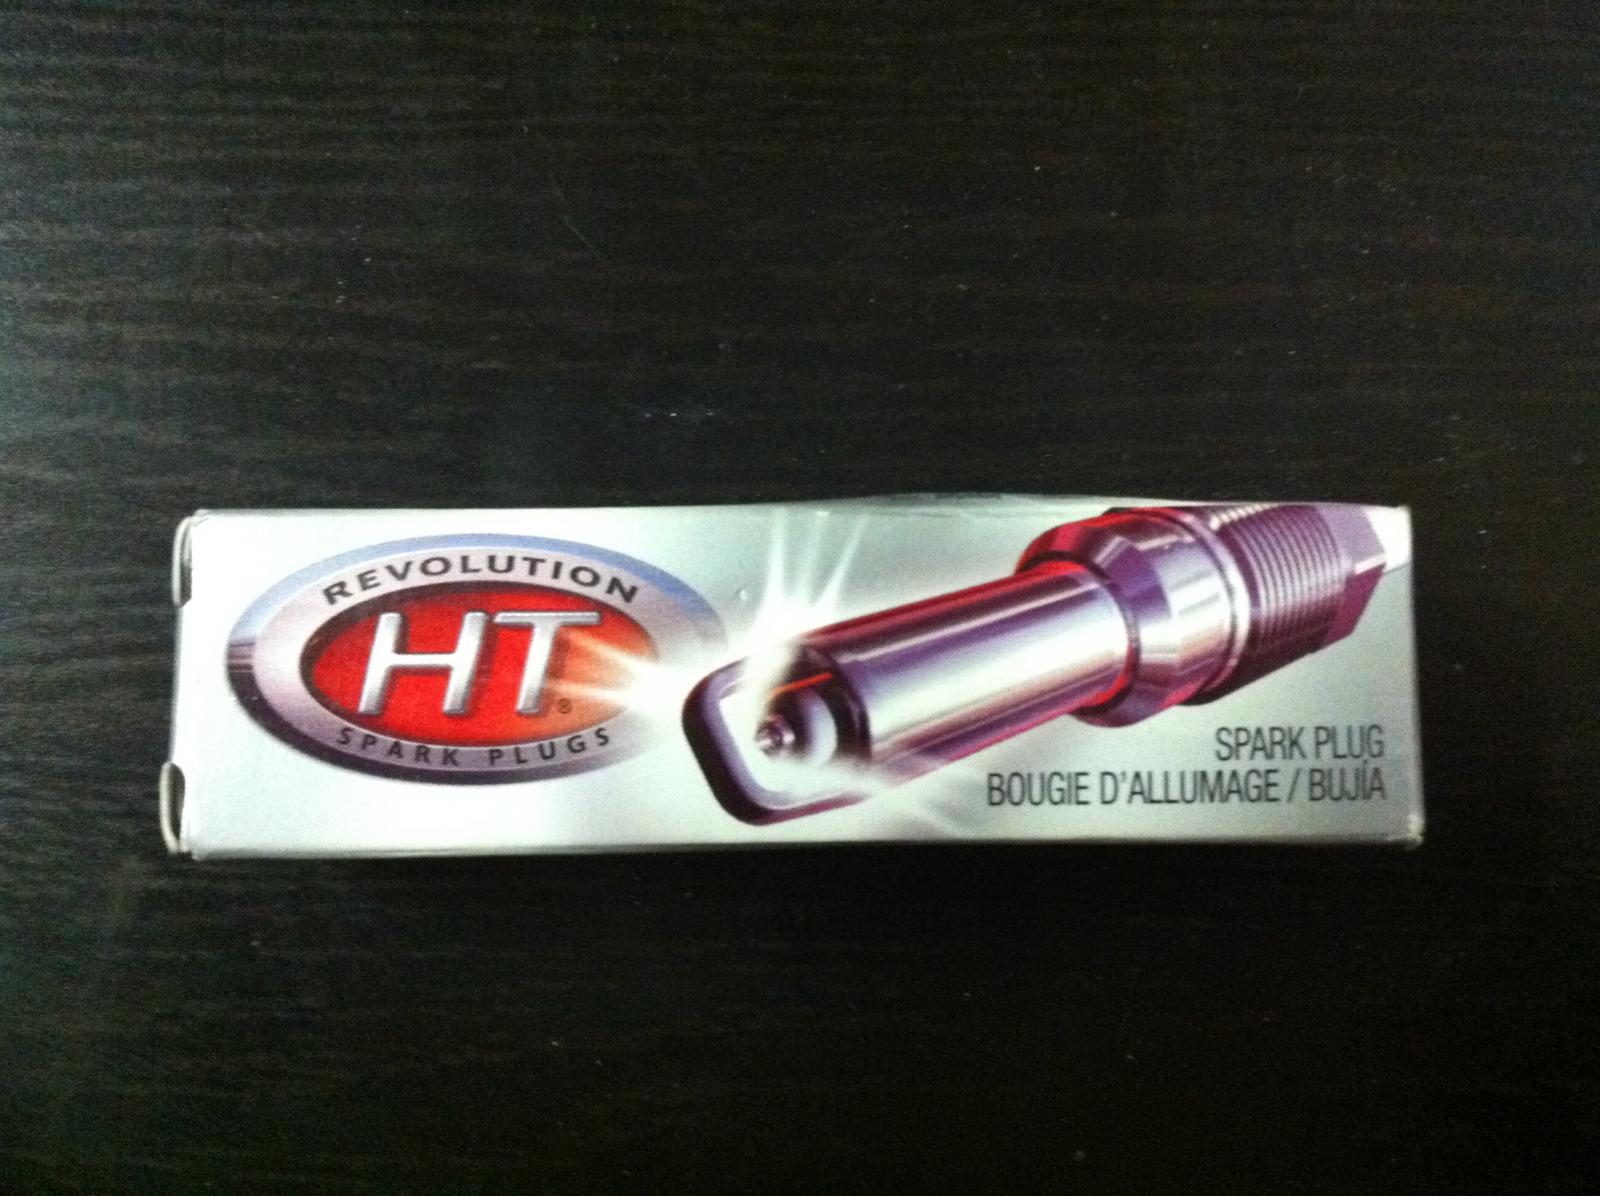 REVOLUTION
HT®
SPARK PLUGS
SPARK PLUG
BOUGIE D'ALLUMAGE / BUJÍA